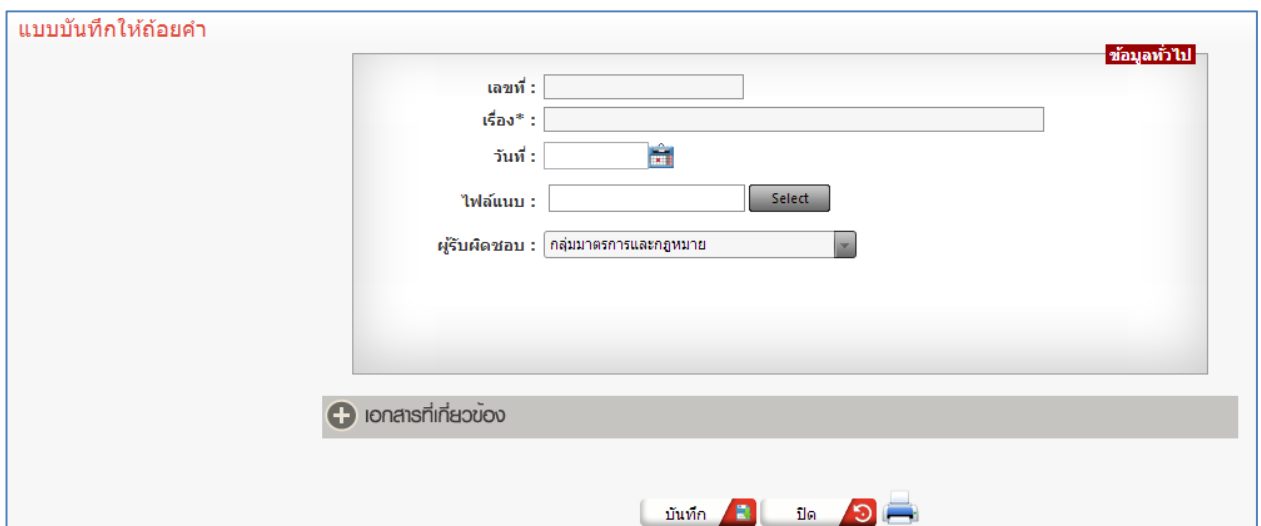 แบบบันทึกให้ถ้อยคำ
ข้อมูลทั่วไป
เลขที่ :
เรื่อง* :
วันที่ :
ไฟล์แนบ : Select
ผู้รับผิดชอบ : กลุ่มมาตรการและกฎหมาย
เอกสารที่เกี่ยวข้อง
บันทึก ปิด